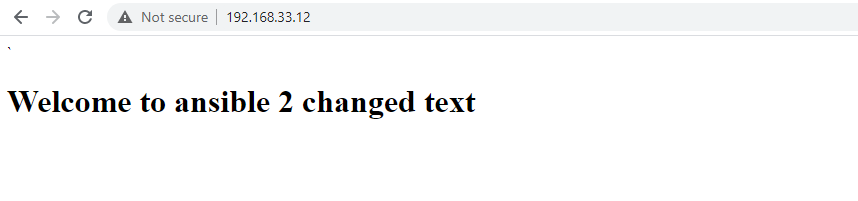 Not secure | 192.168.33.12
`
Welcome to ansible 2 changed text